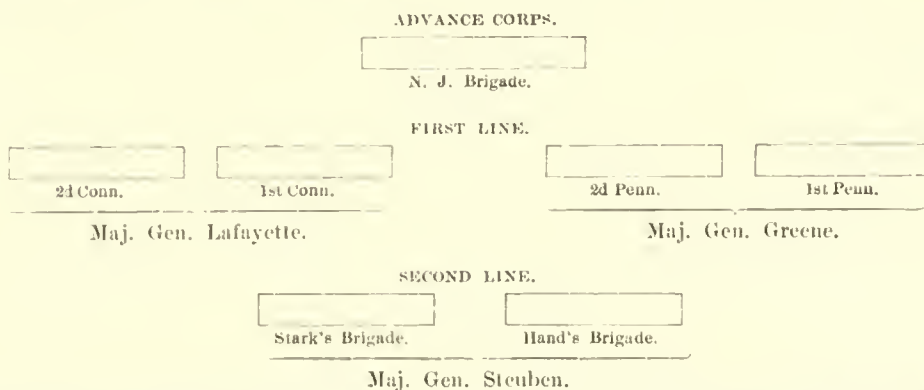 ADVANCE CORPS.
N. J. Brigade.
FIRST LINE.
2d Conn. 1st Conn. 2d Penn. 1st Penn.
Maj. Gen. Lafayette. Maj. Gen. Greene.
SECOND LINE.
Stark's Brigade. Hand's Brigade.
Maj. Gen. Steuben.